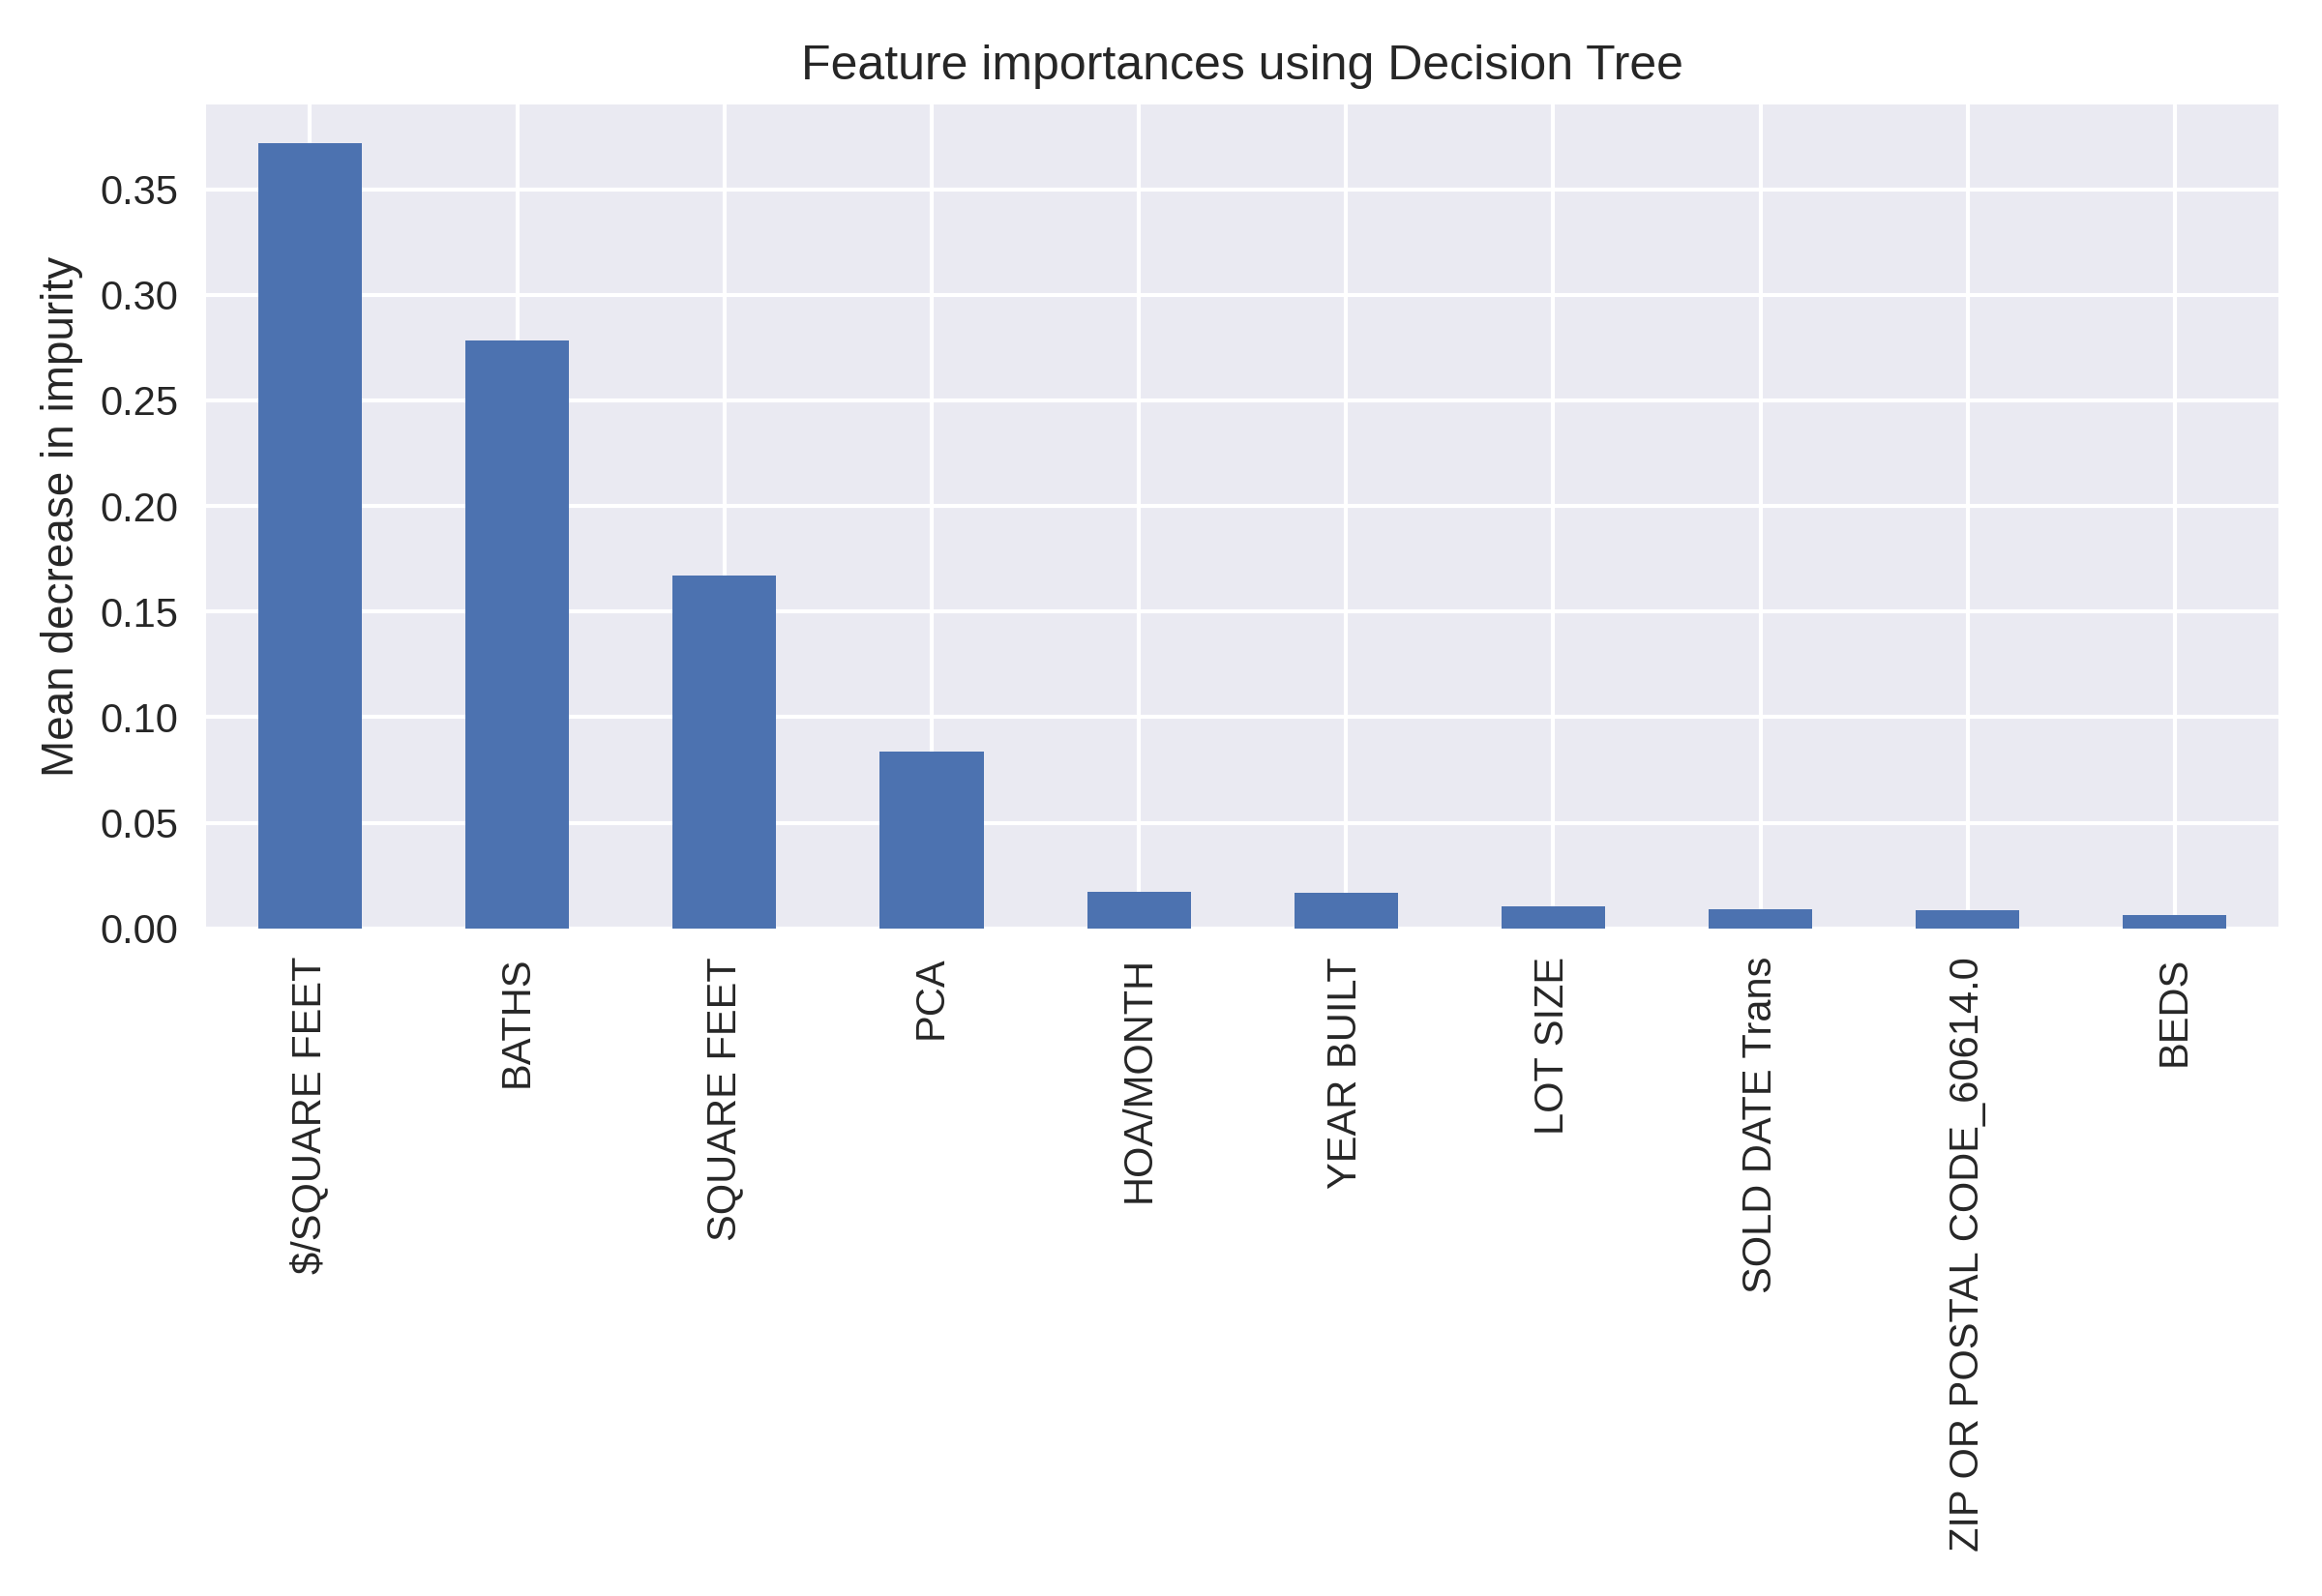 Feature importances using Decision Tree
Mean decrease in impurity
0.35
0.30
0.25
0.20
0.15
0.10
0.05
0.00
$/SQUARE FEET
BATHS
SQUARE FEET
PCA
HOA/MONTH
YEAR BUILT
LOT SIZE
SOLD DATE Trans
ZIP OR POSTAL CODE_60614.0
BEDS